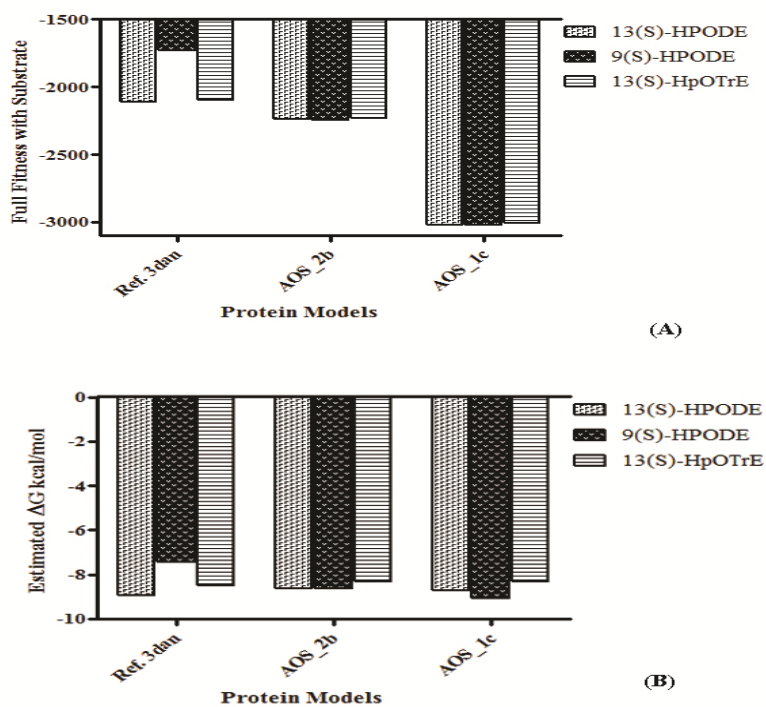 Full Fitness with Substrate
-1500
-2000
-2500
-3000
13(S)-HPODE
9(S)-HPODE
13(S)-HpOTrE
Ref. 3dan
AOS_2b
AOS_1c
Protein Models
(A)
Estimated ΔG kcal/mol
0
-2
-4
-6
-8
-10
13(S)-HPODE
9(S)-HPODE
13(S)-HpOTrE
Ref. 3dan
AOS_2b
AOS_1c
Protein Models
(B)